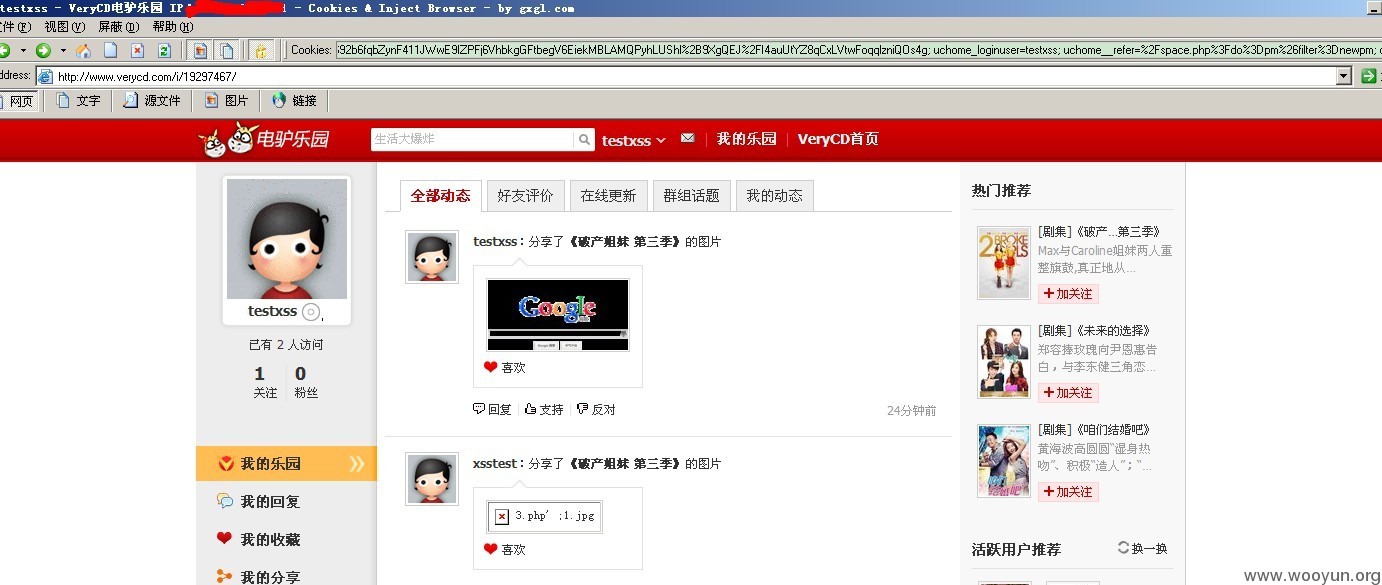 testxss - VeryCD电驴乐园 IP - Cookies & Inject Browser - by gxgl.com
文件(F) 视图(V) 屏蔽(D) 帮助(H)
Cookies: uchome_loginuser=testxss; uchome__refer=%2Fspace.php%3Fdo%3Dpm%26filter%3Dnewpm;
ddress: http://www.verycd.com/i/19297467/
网页 文字 源文件 图片 链接
电驴乐园 生活大爆炸 testxss 我的乐园 VeryCD首页
全部动态 好友评价 在线更新 群组话题 我的动态
testxss
已有 2 人访问
1 0
关注 粉丝
我的乐园
我的回复
我的收藏
我的分享
testxss：分享了《破产姐妹 第三季》的图片
Google
喜欢
回复 支持 反对 24分钟前
xsstest：分享了《破产姐妹 第三季》的图片
3.php' ;1.jpg
喜欢
热门推荐
2 BROKE GIRLS
[剧集]《破产...第三季》
Max与Caroline姐妹两人重
整旗鼓,真正地从...
+加关注
[剧集]《未来的选择》
郑容捧玫瑰向尹恩惠告
白，与李东健三角恋...
+加关注
[剧集]《咱们结婚吧》
黄海波高圆圆“湿身热
吻”、积极“造人”；“...
+加关注
活跃用户推荐 换一换
www.wooyun.org